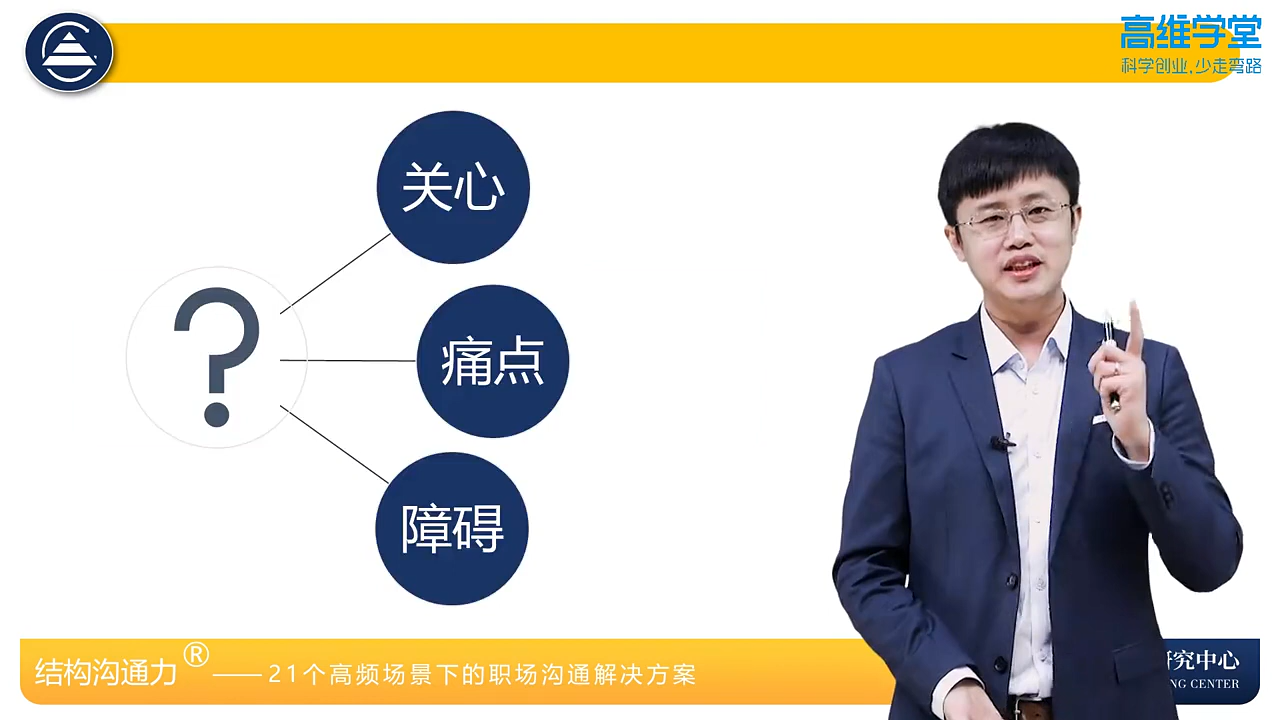 高维学堂
科学创业,少走弯路
关心
?
痛点
障碍
结构沟通力®——21个高频场景下的职场沟通解决方案
究中心
NG CENTER